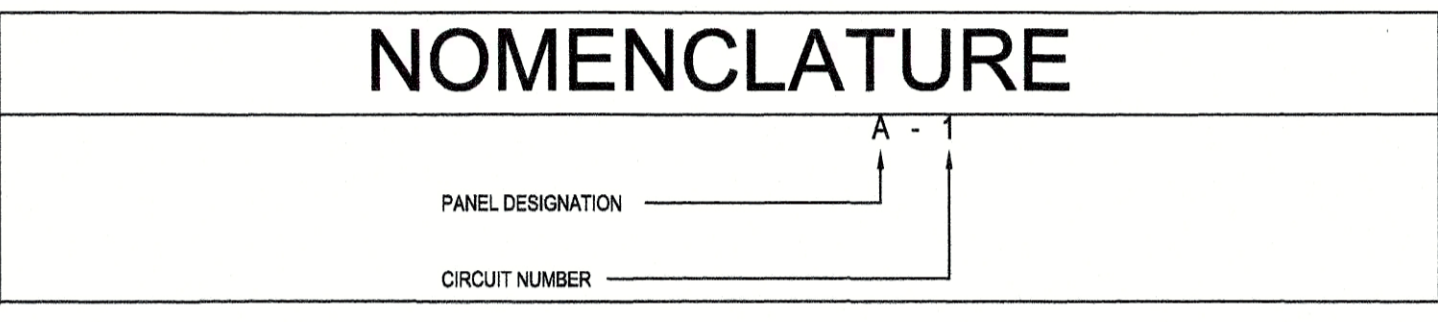 NOMENCLATURE
A - 1
PANEL DESIGNATION
CIRCUIT NUMBER